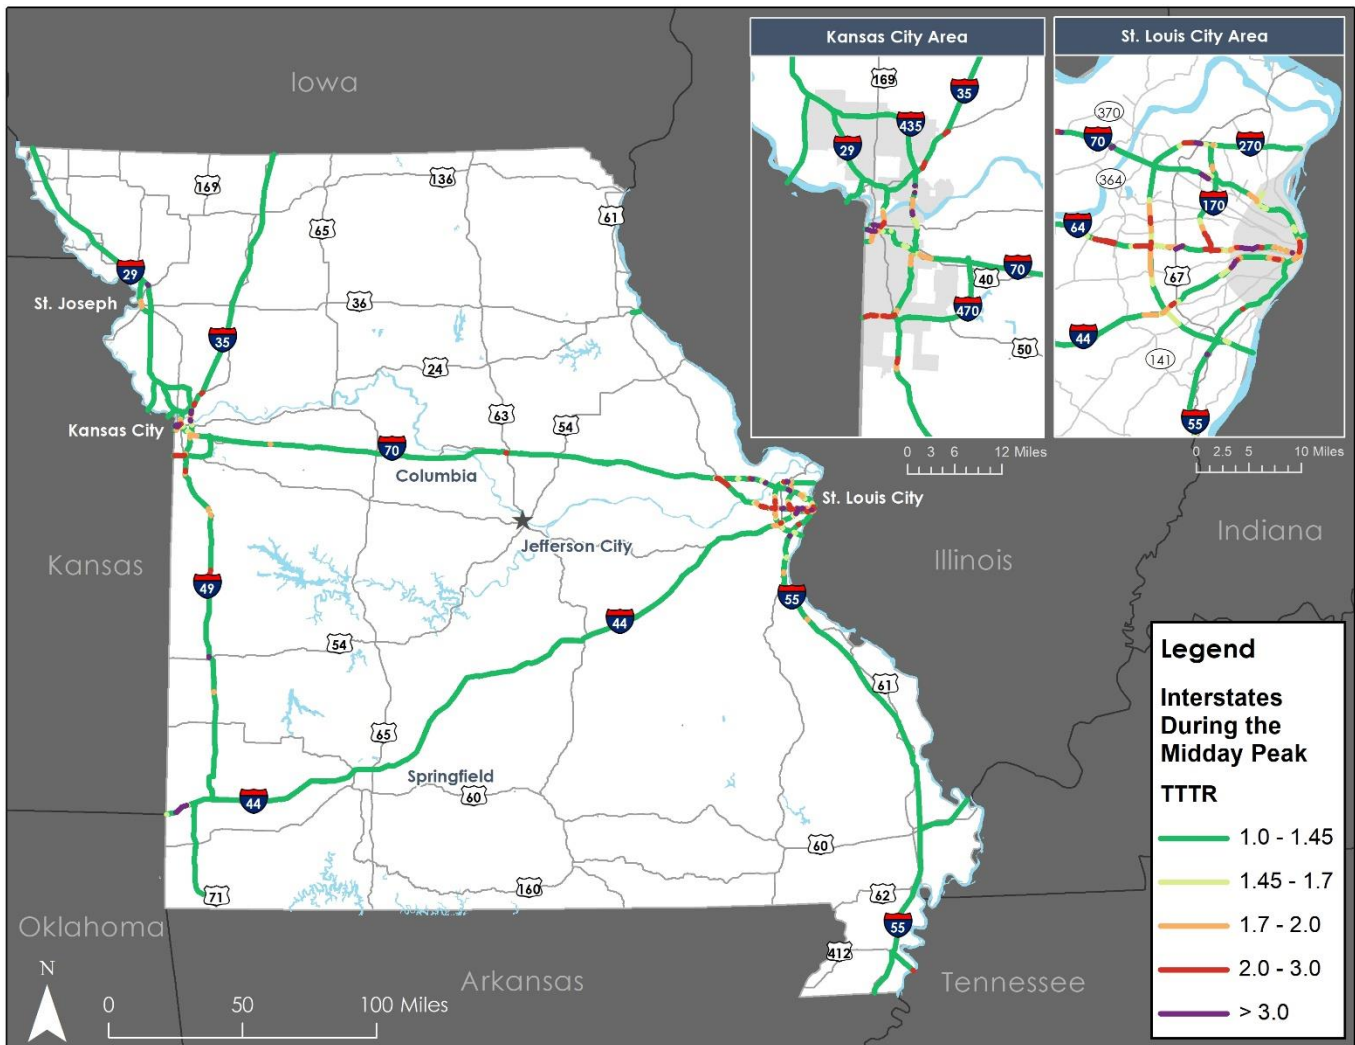 Kansas City Area
St. Louis City Area
169
35
435
29
70
40
470
50
0 3 6 12 Miles
370
70
270
364
170
64
67
44
141
55
0 2.5 5 10 Miles
Iowa
169
136
61
65
29
St. Joseph
36
35
24
63
54
Kansas City
70
Columbia
St. Louis City
Jefferson City
Kansas
Illinois
Indiana
49
55
44
54
61
65
Springfield
44
60
60
160
71
62
55
412
Oklahoma
Arkansas
Tennessee
N
0 50 100 Miles
Legend
Interstates
During the
Midday Peak
TTTR
1.0 - 1.45
1.45 - 1.7
1.7 - 2.0
2.0 - 3.0
> 3.0